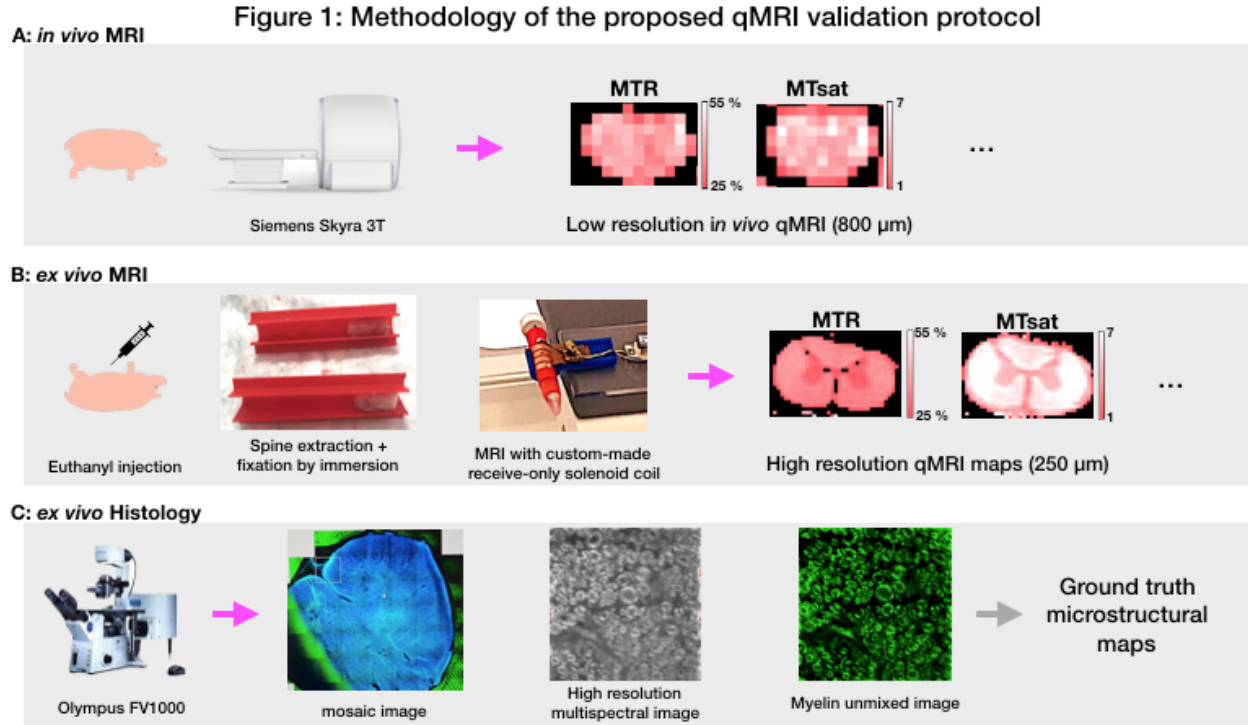 Figure 1: Methodology of the proposed qMRI validation protocol
A: in vivo MRI
MTR
MTsat
55 %
7
25 %
1
...
Siemens Skyra 3T
Low resolution in vivo qMRI (800 µm)
B: ex vivo MRI
MTR
MTsat
55 %
7
25 %
1
...
Euthanyl injection
Spine extraction +
fixation by immersion
MRI with custom-made
receive-only solenoid coil
High resolution qMRI maps (250 µm)
C: ex vivo Histology
Olympus FV1000
mosaic image
High resolution
multispectral image
Myelin unmixed image
Ground truth
microstructural
maps